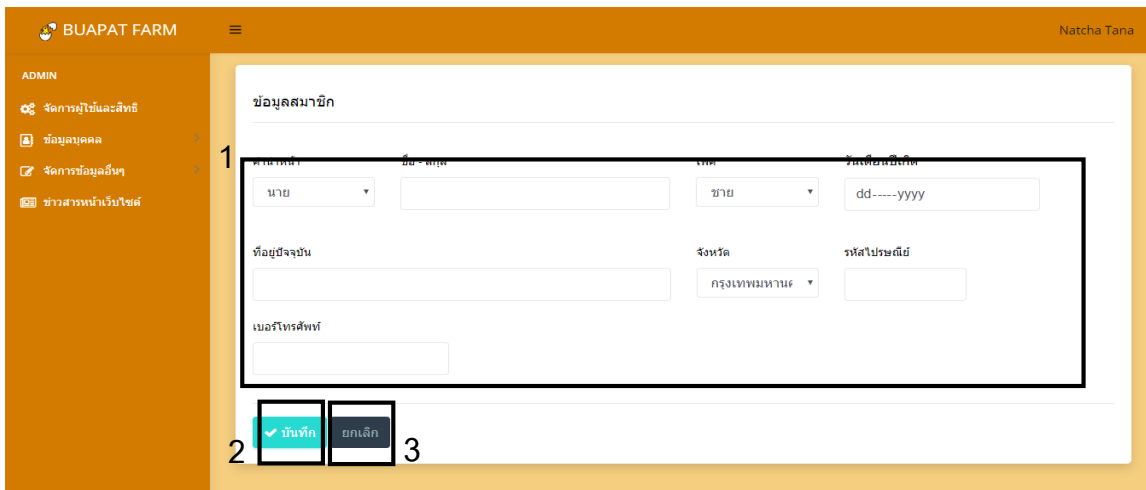 BUAPAT FARM
Natcha Tana
ADMIN
จัดการผู้ใช้และสิทธิ
ข้อมูลบุคคล
จัดการข้อมูลอื่นๆ
ข่าวสารหน้าเว็บไซต์
ข้อมูลสมาชิก
1
คำนำหน้า ชื่อ - สกุล เพศ วันเดือนปีเกิด
นาย ชาย dd-----yyyy
ที่อยู่ปัจจุบัน จังหวัด รหัสไปรษณีย์
กรุงเทพมหานค
เบอร์โทรศัพท์
2 บันทึก ยกเลิก 3